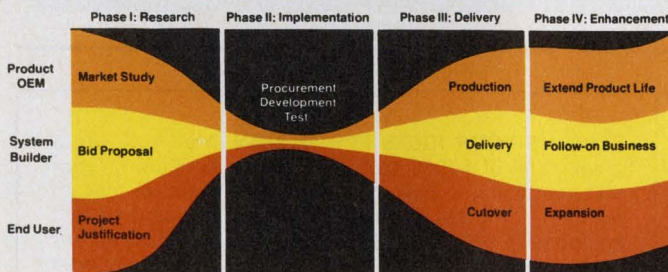 Phase I: Research Phase II: Implementation Phase III: Delivery Phase IV: Enhancement
Product
OEM
Market Study
Procurement
Development
Test
Production
Extend Product Life
System
Builder
Bid Proposal
Delivery
Follow-on Business
End User
Project
Justification
Cutover
Expansion